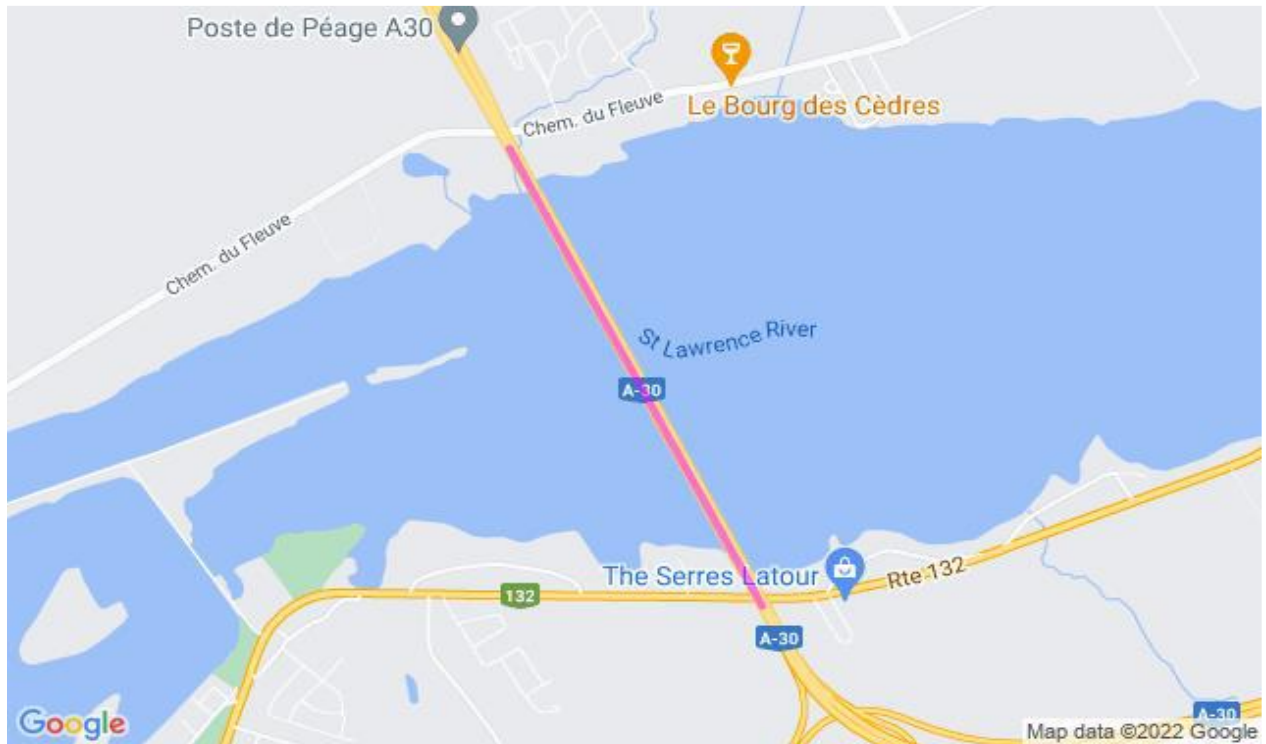 Poste de Péage A30
Le Bourg des Cèdres
Chem. du Fleuve
Chem. du Fleuve
St Lawrence River
A-30
The Serres Latour
Rte 132
132
A-30
A-30
Google
Map data ©2022 Google